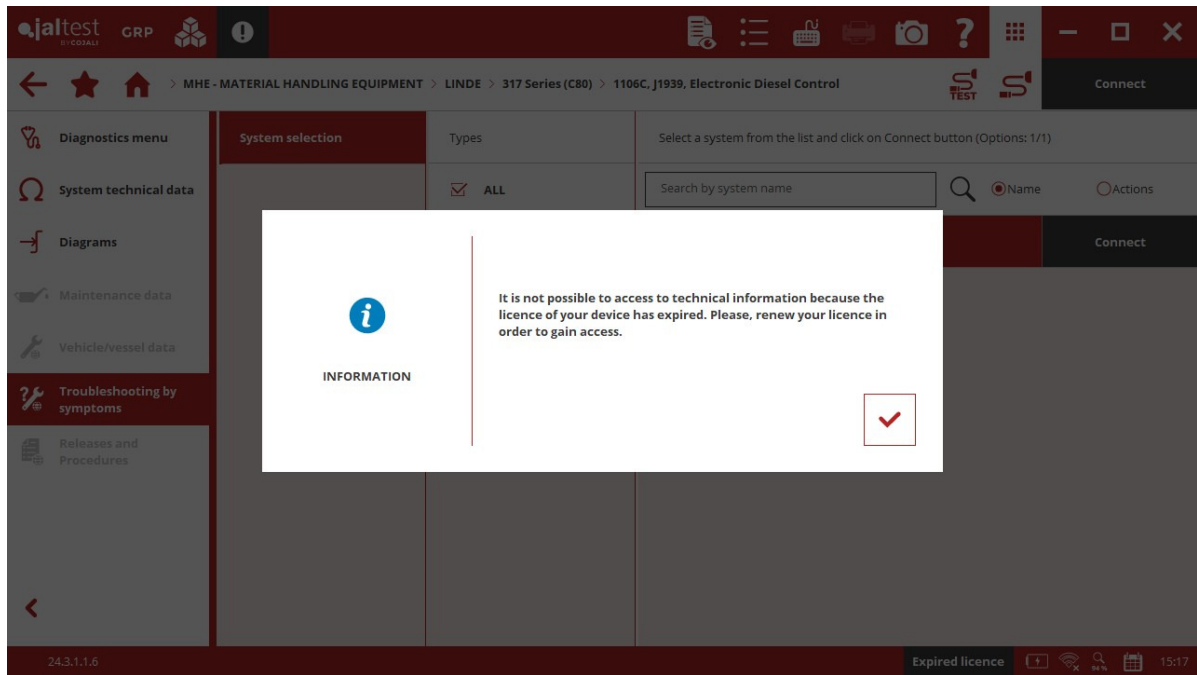 jaltest
BY COJALI
GRP
> MHE - MATERIAL HANDLING EQUIPMENT > LINDE > 317 Series (C80) > 1106C, J1939, Electronic Diesel Control
TEST
Connect
Diagnostics menu
System technical data
Diagrams
Maintenance data
Vehicle/vessel data
Troubleshooting by
symptoms
Releases and
Procedures
System selection
Types
ALL
Select a system from the list and click on Connect button (Options: 1/1)
Search by system name
Name
Actions
Connect
INFORMATION
It is not possible to access to technical information because the
licence of your device has expired. Please, renew your licence in
order to gain access.
24.3.1.1.6
Expired licence
94 %
15:17